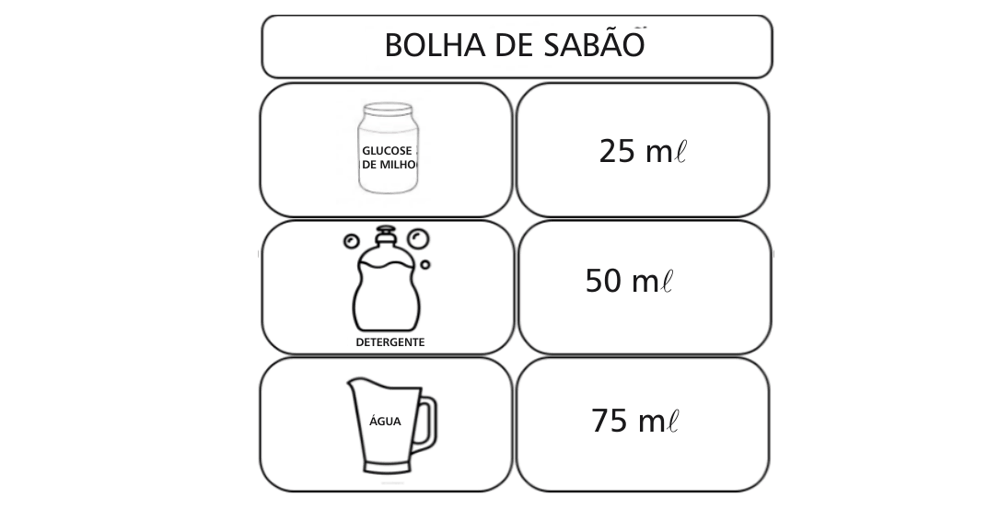 BOLHA DE SABÃO
GLUCOSE
DE MILHO
25 mℓ
DETERGENTE
50 mℓ
ÁGUA
75 mℓ